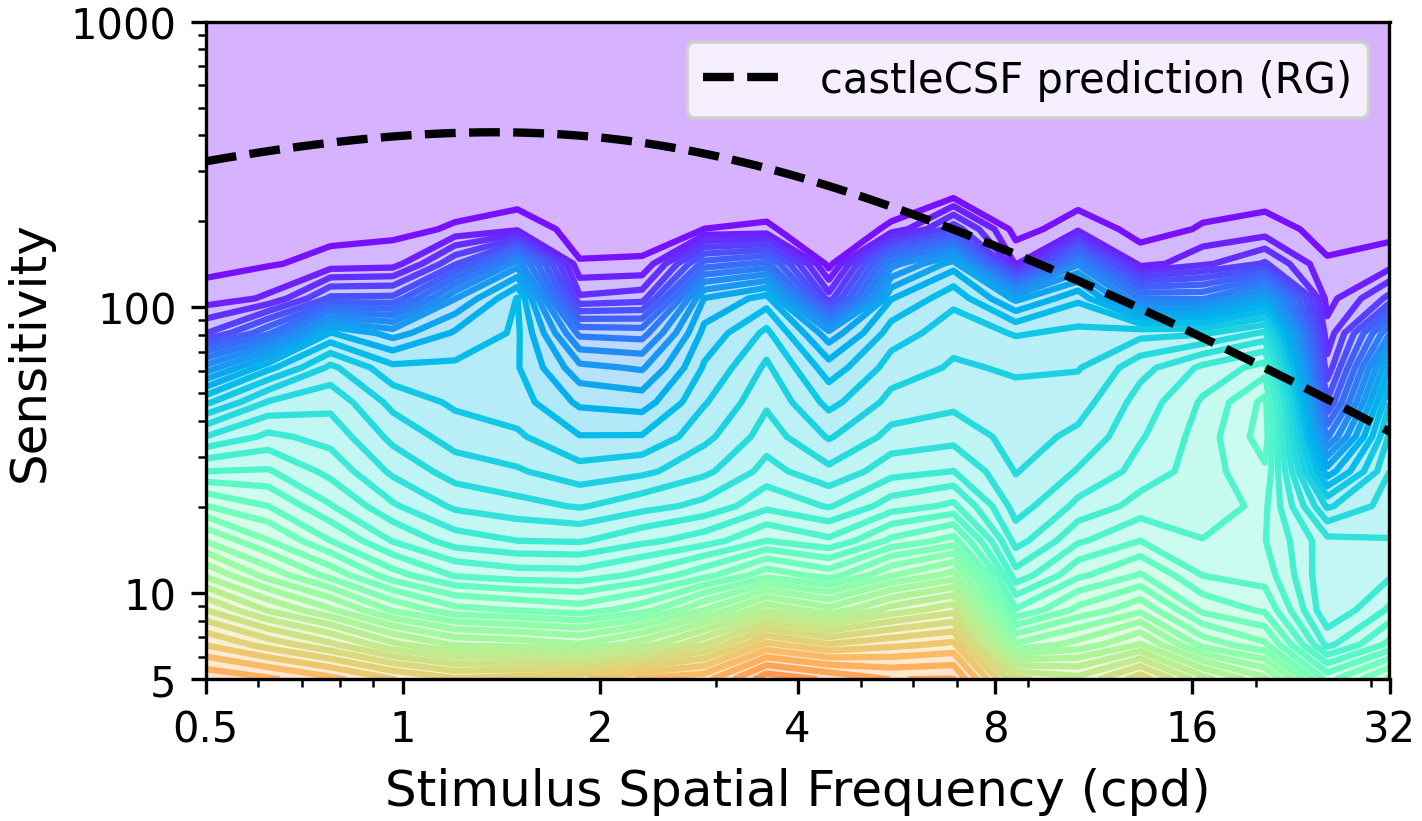 1000
castleCSF prediction (RG)
Sensitivity
100
10
5
0.5 1 2 4 8 16 32
Stimulus Spatial Frequency (cpd)